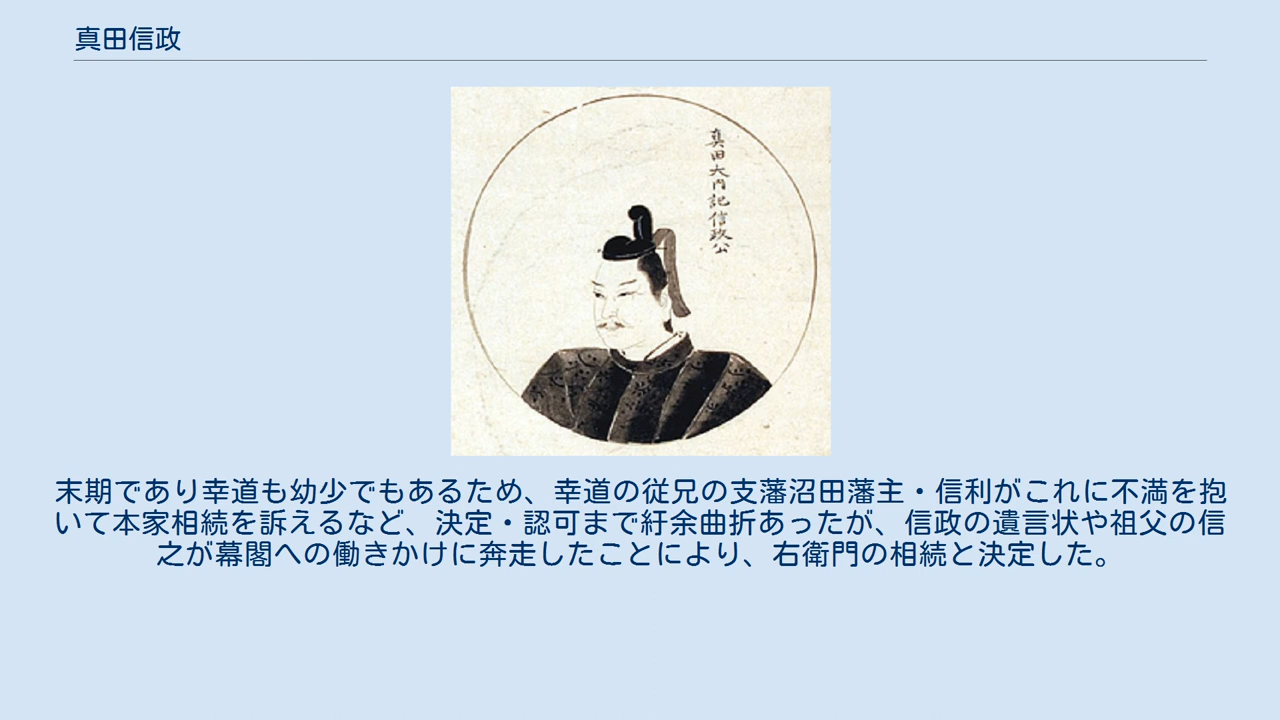 真田信政
真田大内記信政公
末期であり幸道も幼少でもあるため、幸道の従兄の支藩沼田藩主・信利がこれに不満を抱
いて本家相続を訴えるなど、決定・認可まで紆余曲折あったが、信政の遺言状や祖父の信
之が幕閣への働きかけに奔走したことにより、右衛門の相続と決定した。